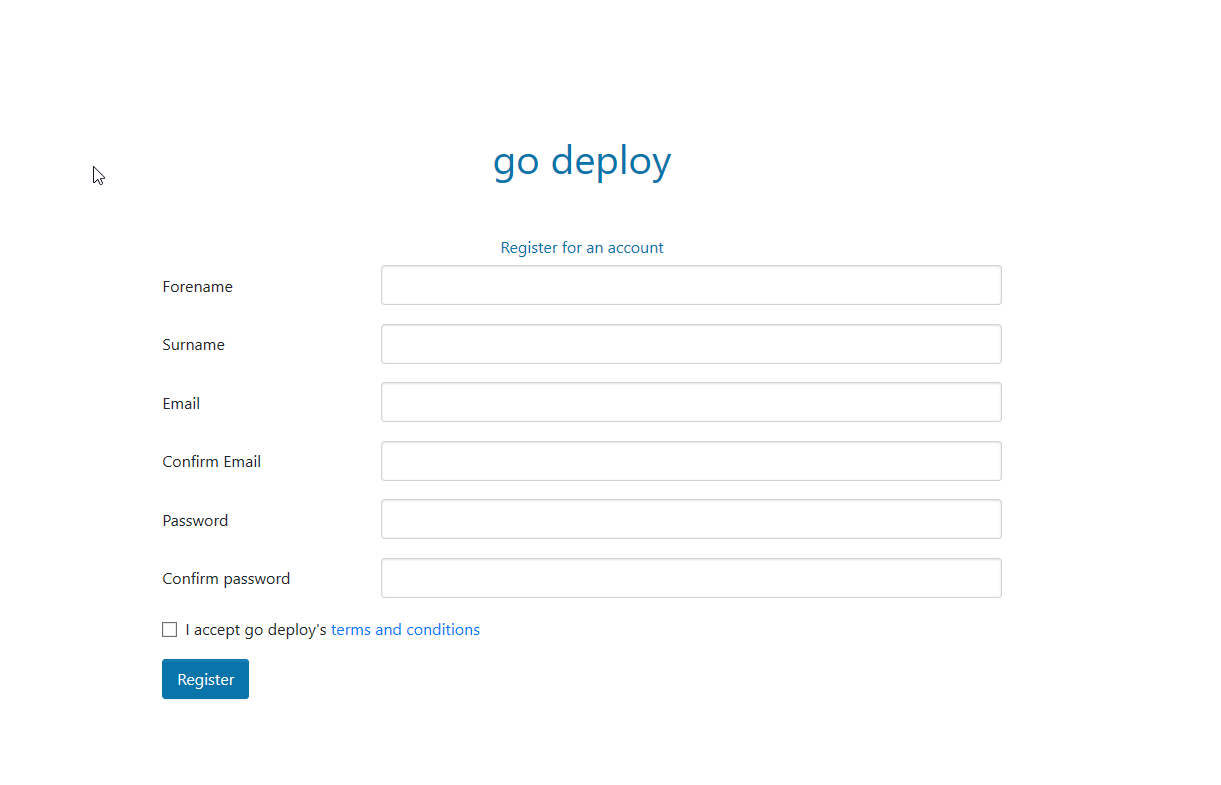 go deploy
Register for an account
Forename
Surname
Email
Confirm Email
Password
Confirm password
I accept go deploy's terms and conditions
Register